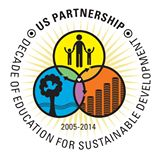 • US PARTNERSHIP •
DECADE OF EDUCATION FOR SUSTAINABLE DEVELOPMENT
2005-2014